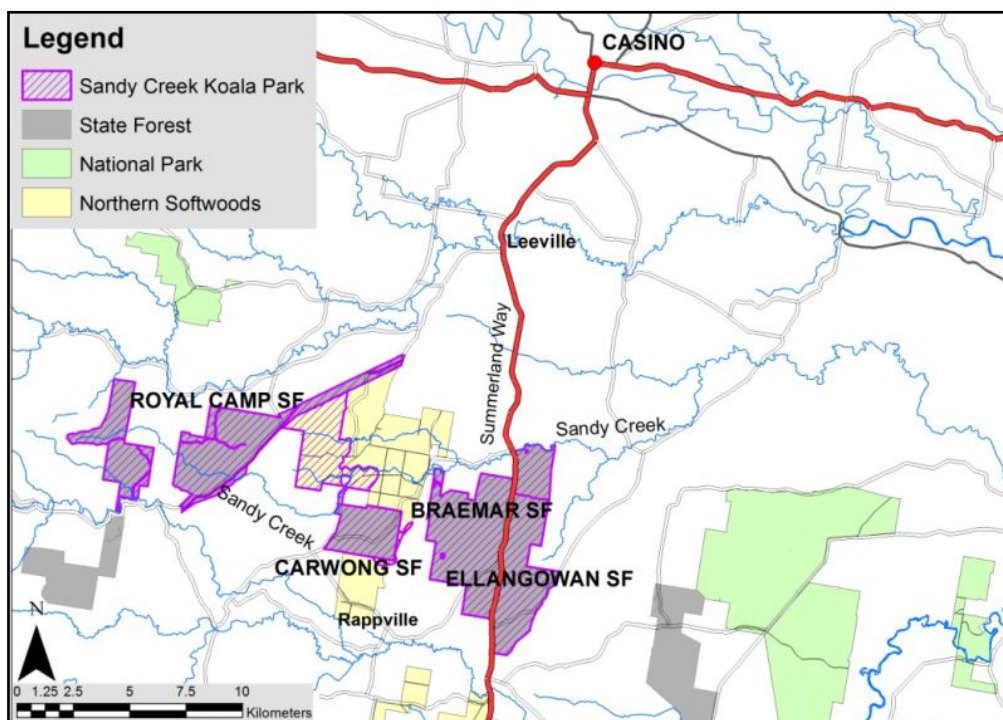 Legend
Sandy Creek Koala Park
State Forest
National Park
Northern Softwoods
CASINO
Leeville
Summerland Way
ROYAL CAMP SF
Sandy Creek
Sandy Creek
BRAEMAR SF
CARWONG SF
ELLANGOWAN SF
Rappville
N
0 1.25 2.5 5 7.5 10
Kilometers